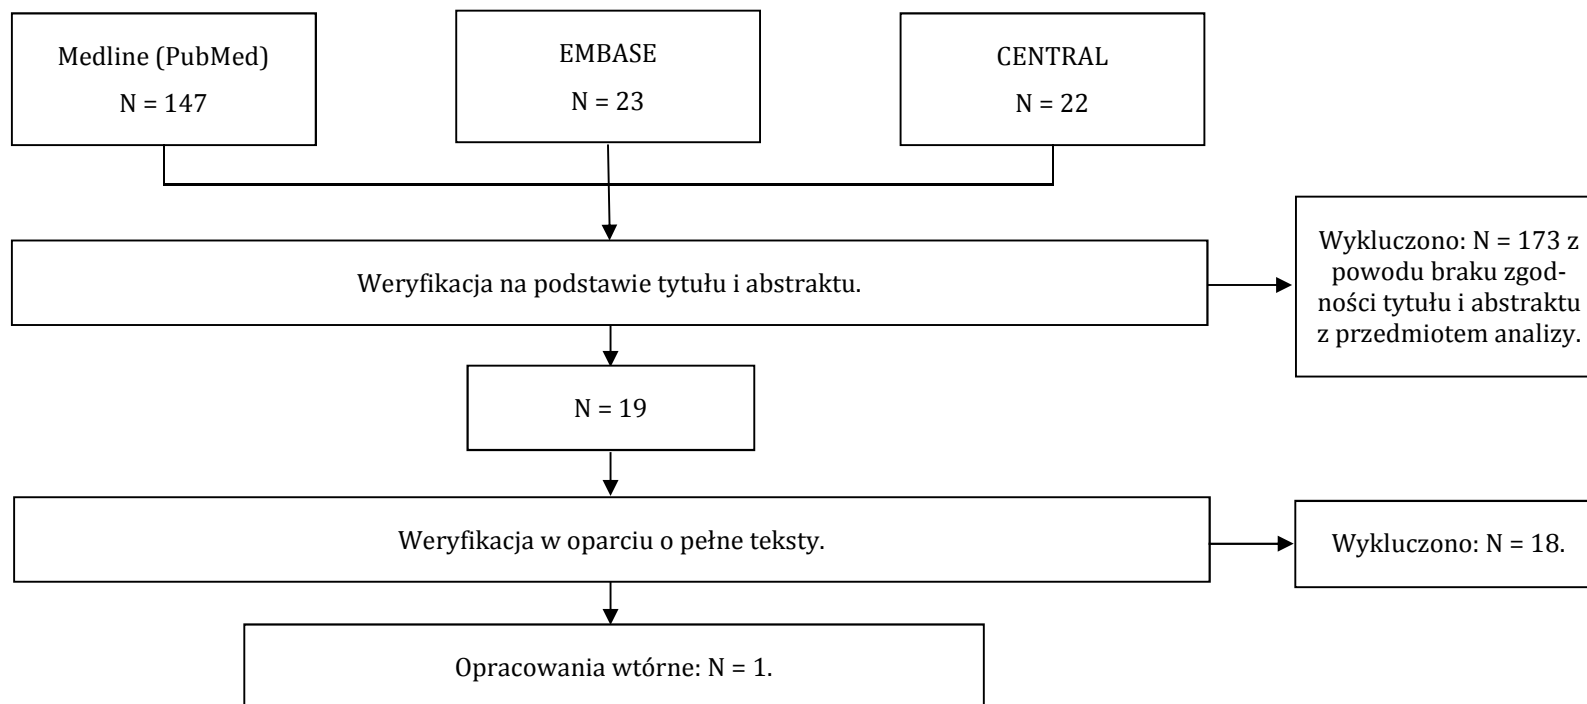 Medline (PubMed)
N = 147
EMBASE
N = 23
CENTRAL
N = 22
Weryfikacja na podstawie tytułu i abstraktu.
Wykluczono: N = 173 z
powodu braku zgod-
ności tytułu i abstraktu
z przedmiotem analizy.
N = 19
Weryfikacja w oparciu o pełne teksty.
Wykluczono: N = 18.
Opracowania wtórne: N = 1.